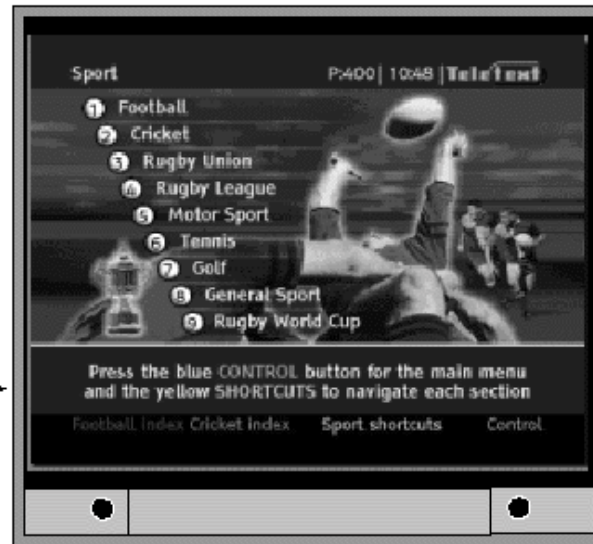 Sport P:400 | 10:48 | Teletext
1 Football
2 Cricket
3 Rugby Union
4 Rugby League
5 Motor Sport
6 Tennis
7 Golf
8 General Sport
9 Rugby World Cup
Press the blue CONTROL button for the main menu
and the yellow SHORTCUTS to navigate each section
Football index Cricket index Sport shortcuts Control